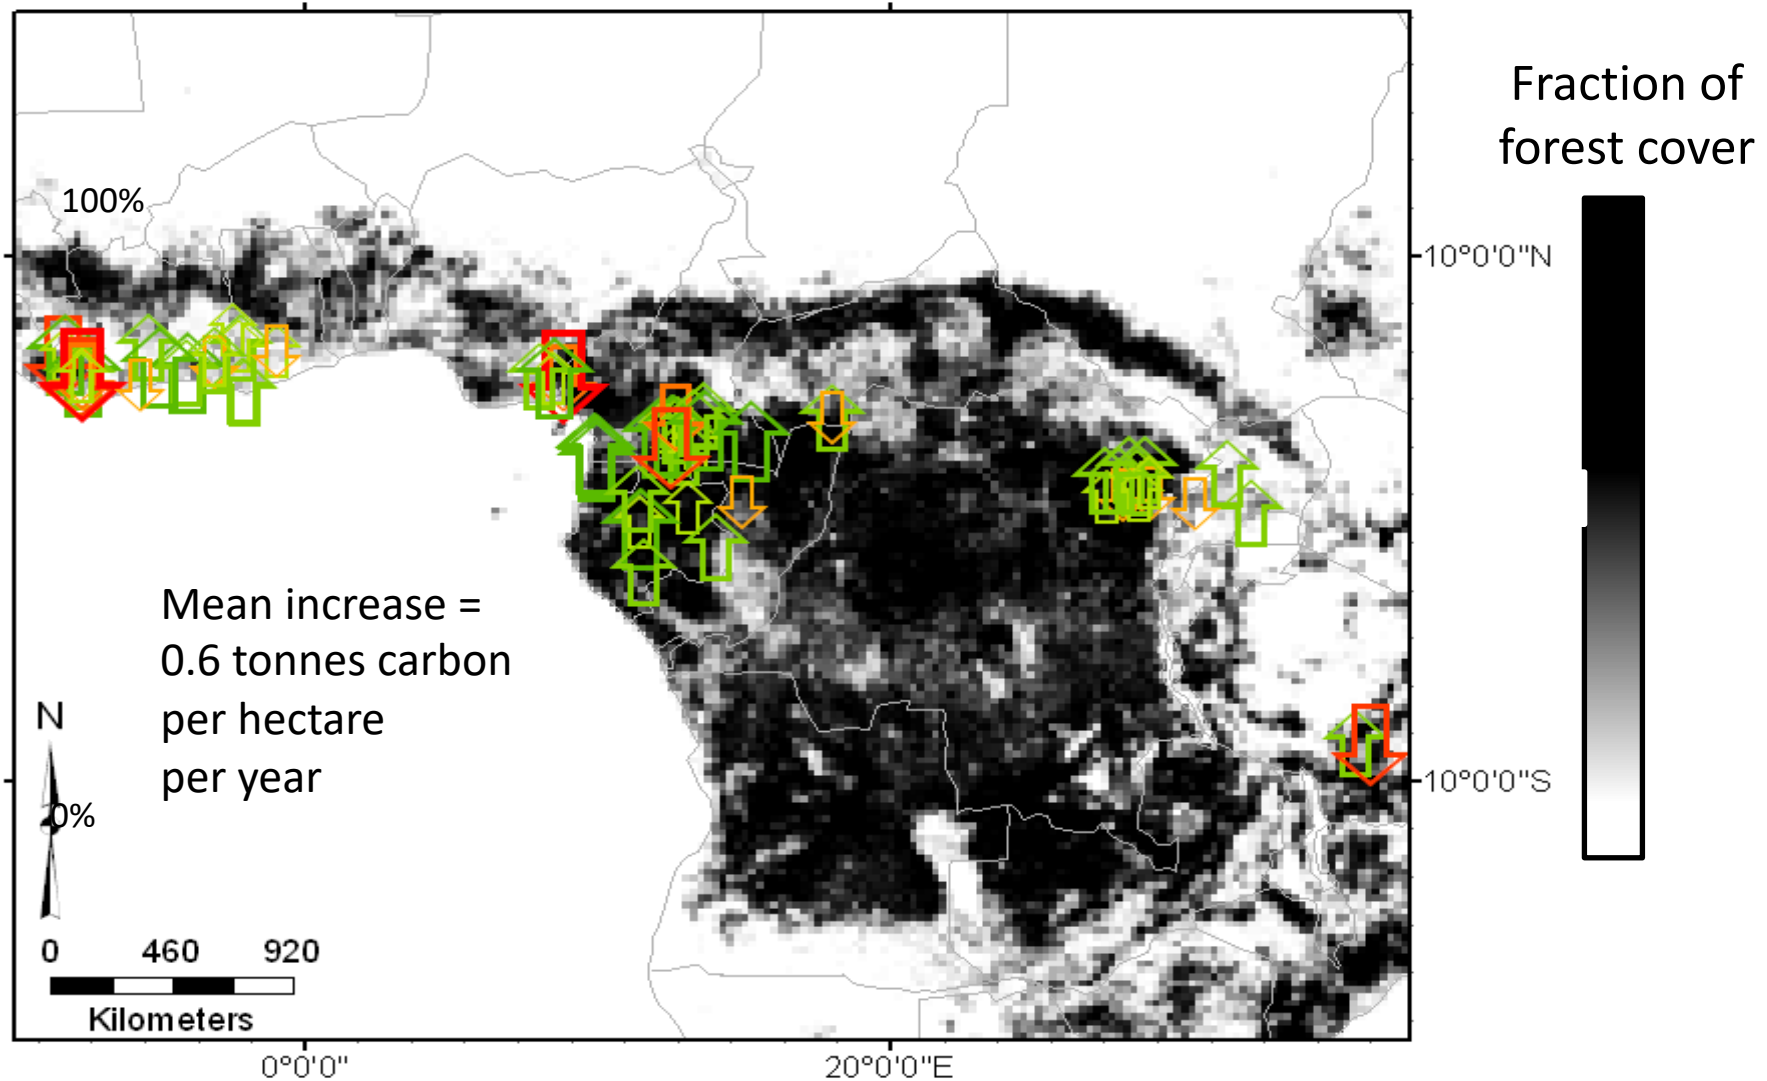 Fraction of
forest cover
100%
10°0'0"N
Mean increase =
0.6 tonnes carbon
per hectare
per year
N
0%
10°0'0"S
0 460 920
Kilometers
0°0'0"
20°0'0"E